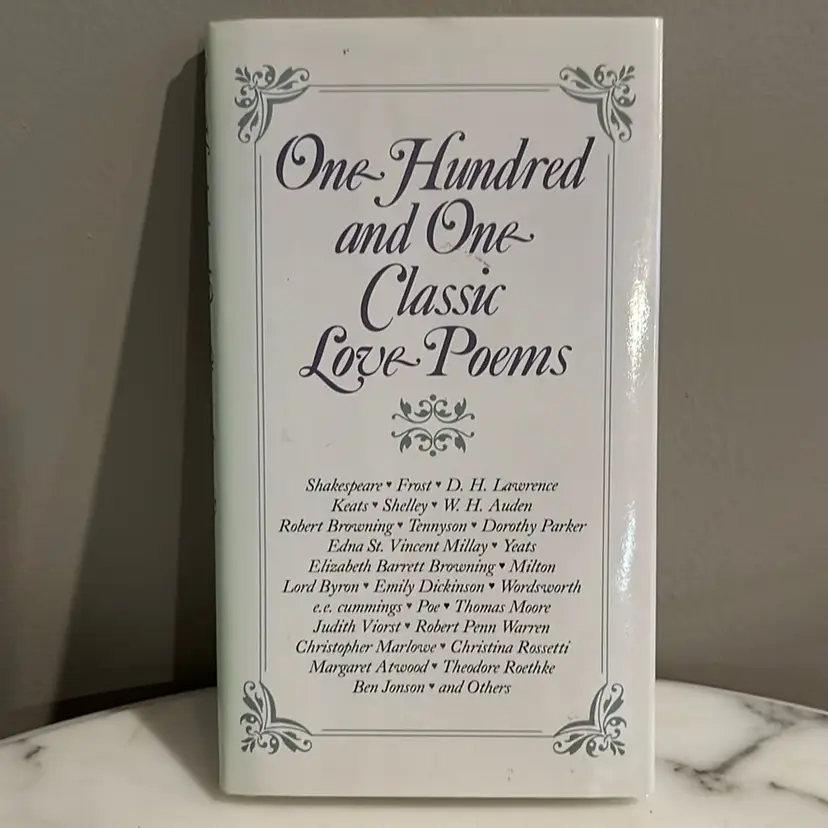 One Hundred
and One
Classic
Love Poems
Shakespeare ♥ Frost ♥ D. H. Lawrence
Keats ♥ Shelley ♥ W. H. Auden
Robert Browning ♥ Tennyson ♥ Dorothy Parker
Edna St. Vincent Millay ♥ Yeats
Elizabeth Barrett Browning ♥ Milton
Lord Byron ♥ Emily Dickinson ♥ Wordsworth
e.e. cummings ♥ Poe ♥ Thomas Moore
Judith Viorst ♥ Robert Penn Warren
Christopher Marlowe ♥ Christina Rossetti
Margaret Atwood ♥ Theodore Roethke
Ben Jonson ♥ and Others